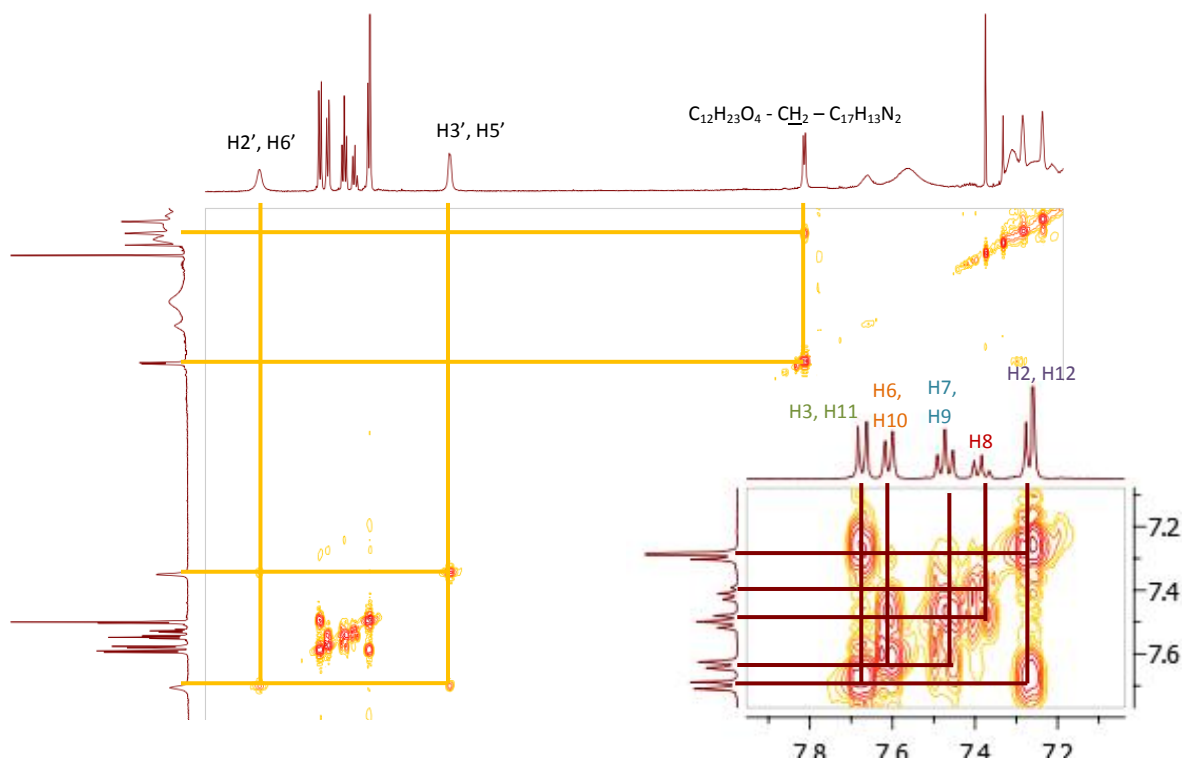 H2’, H6’
H3’, H5’
C₁₂H₂₃O₄ - CH₂ – C₁₇H₁₃N₂
H3, H11
H6,
H10
H7,
H9
H8
H2, H12
7.2
7.4
7.6
7.8 7.6 7.4 7.2